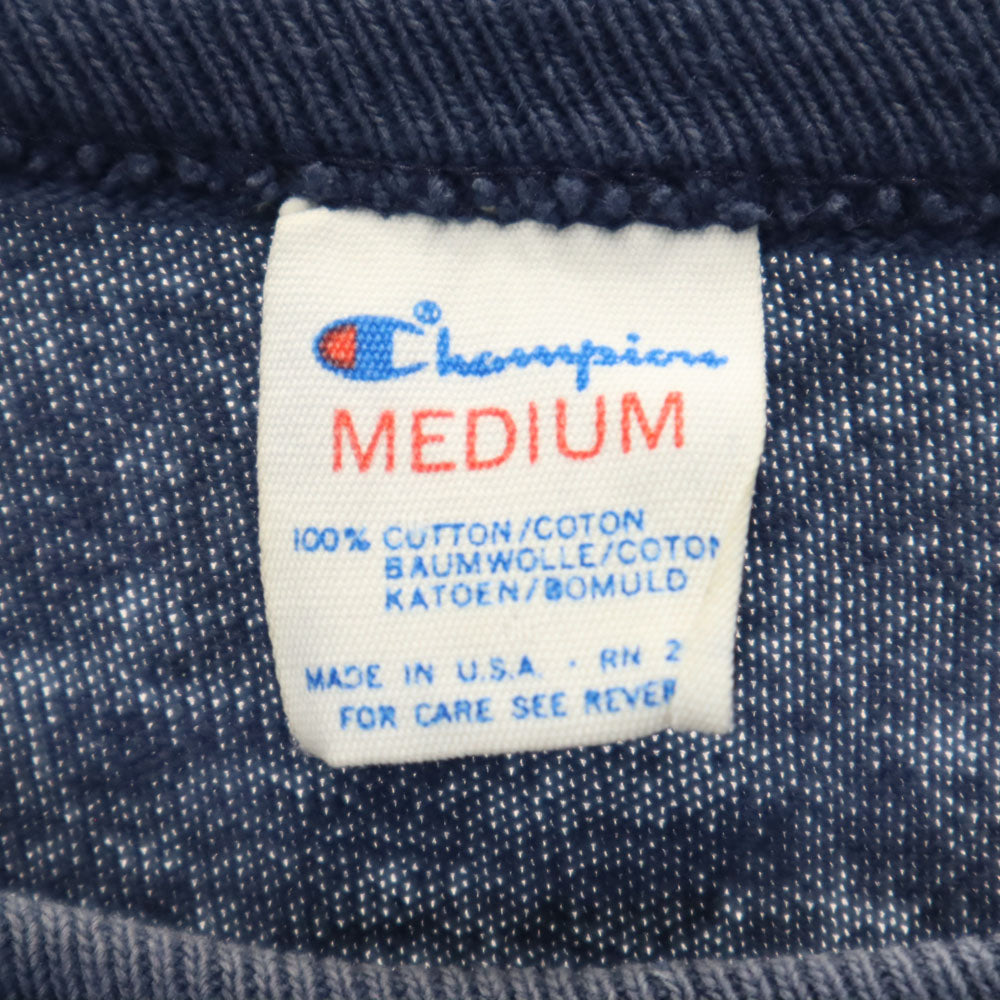 Champion®
MEDIUM
100% CUTTON/COTON
BAUMWOLLE/COTON
KATOEN/BOMULD
MADE IN U.S.A. · RN 2
FOR CARE SEE REVER